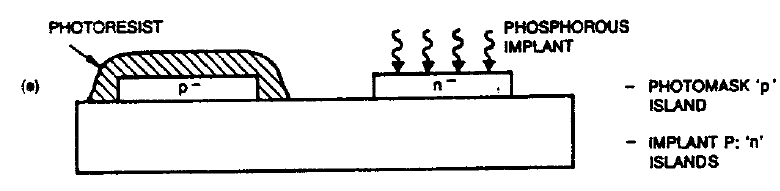 PHOTORESIST
PHOSPHOROUS
IMPLANT
(e)
p−
n−
– PHOTOMASK 'p'
ISLAND
– IMPLANT P: 'n'
ISLANDS